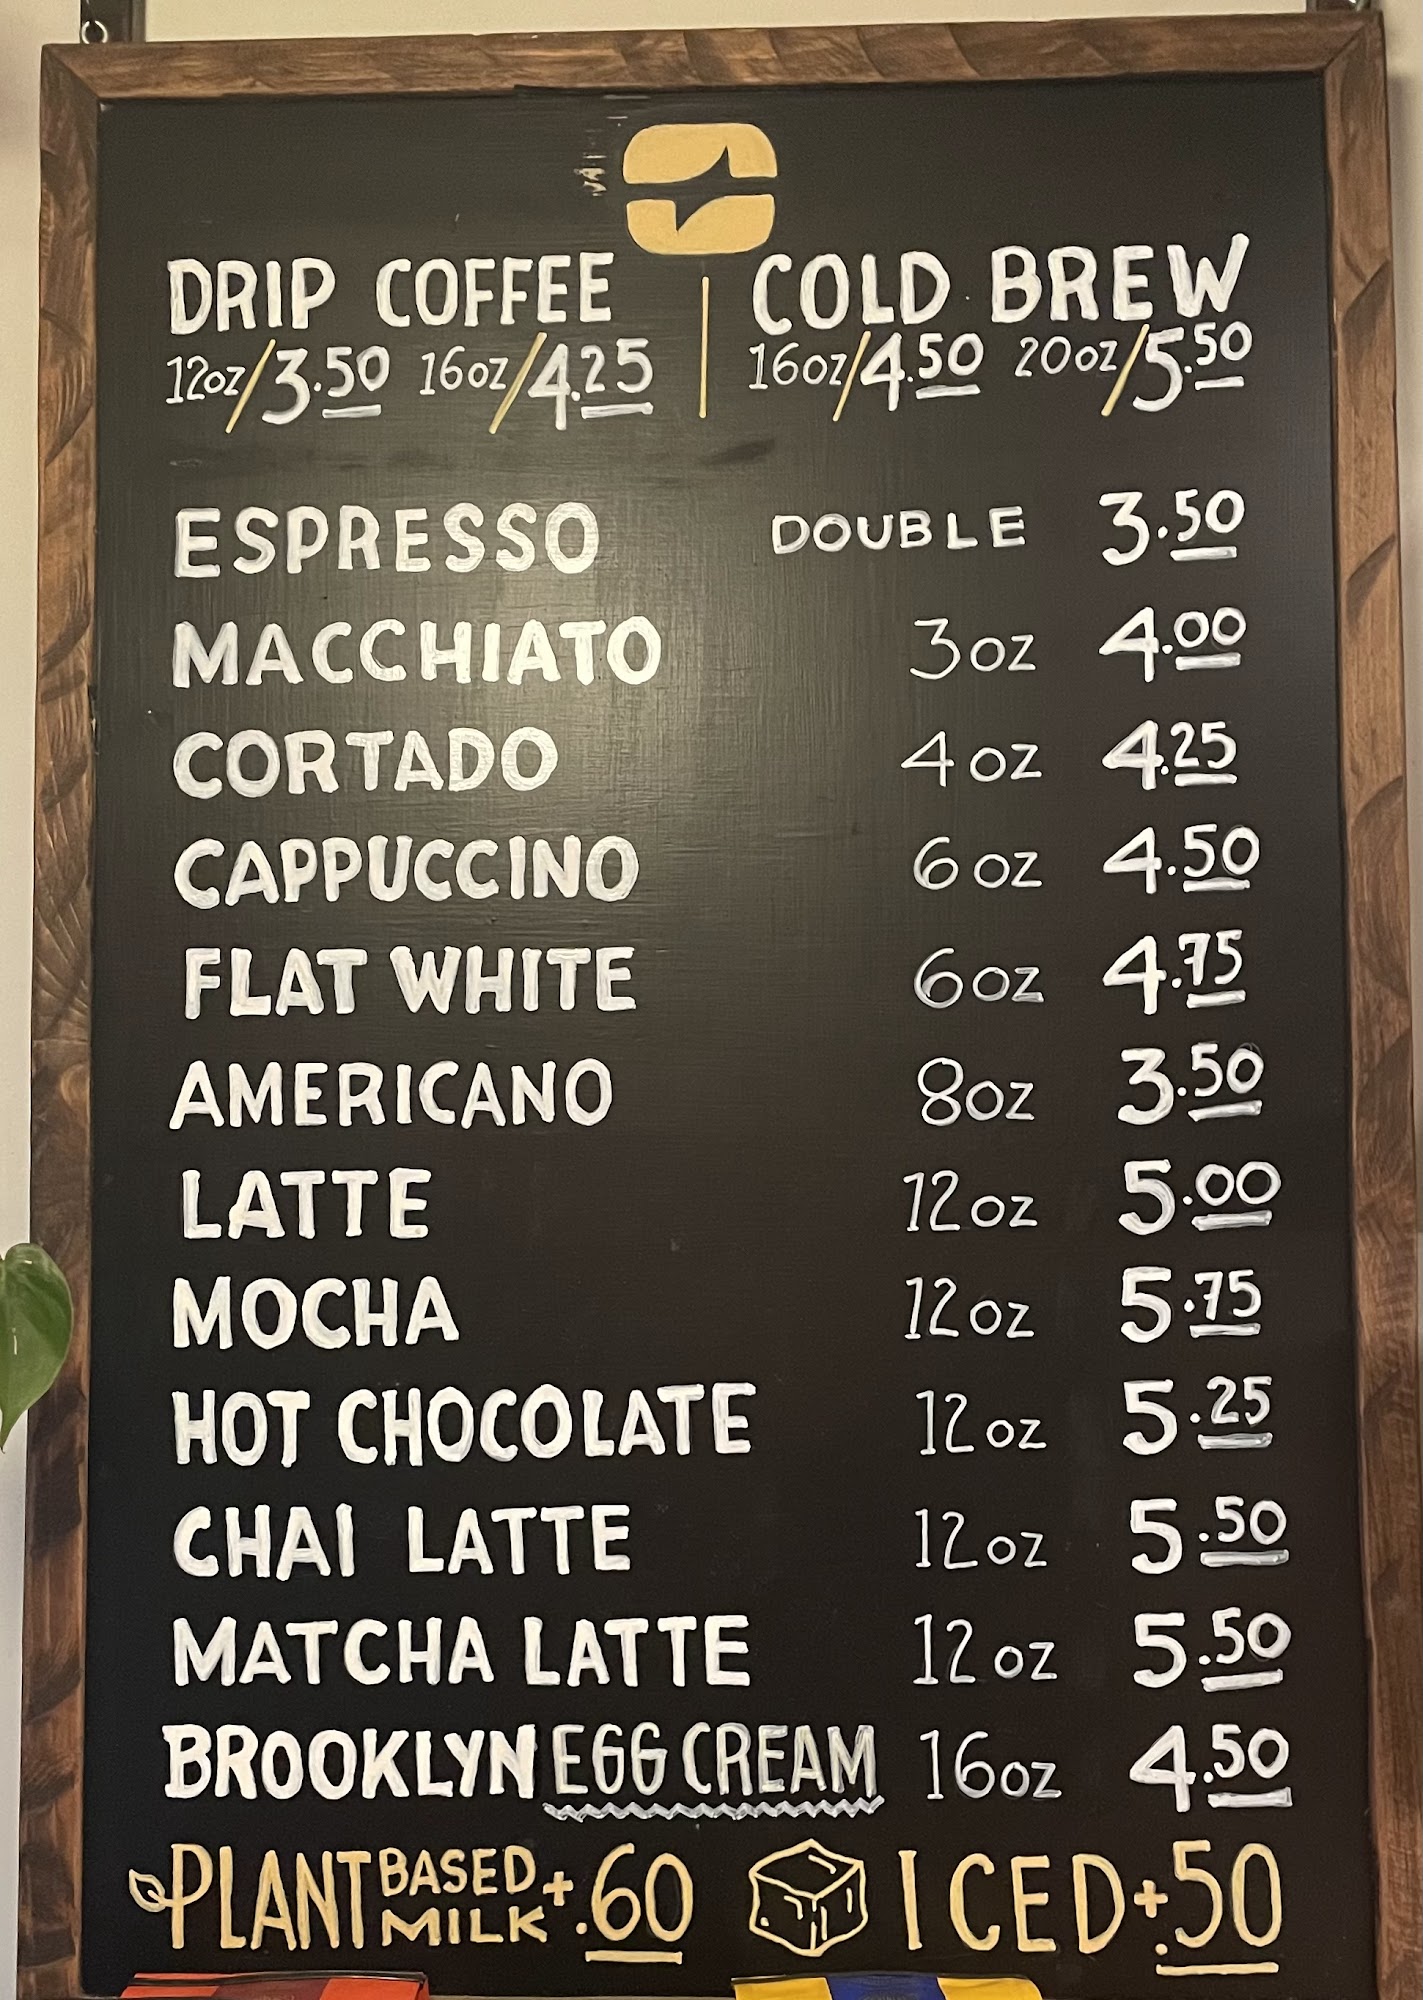 DRIP COFFEE
12oz/3.50 16oz/4.25
COLD BREW
16oz/4.50 20oz/5.50
ESPRESSO DOUBLE 3.50
MACCHIATO 3oz 4.00
CORTADO 4oz 4.25
CAPPUCCINO 6oz 4.50
FLAT WHITE 6oz 4.75
AMERICANO 8oz 3.50
LATTE 12oz 5.00
MOCHA 12oz 5.75
HOT CHOCOLATE 12oz 5.25
CHAI LATTE 12oz 5.50
MATCHA LATTE 12oz 5.50
BROOKLYN EGG CREAM 16oz 4.50
PLANT BASED MILK +.60 ICED +.50